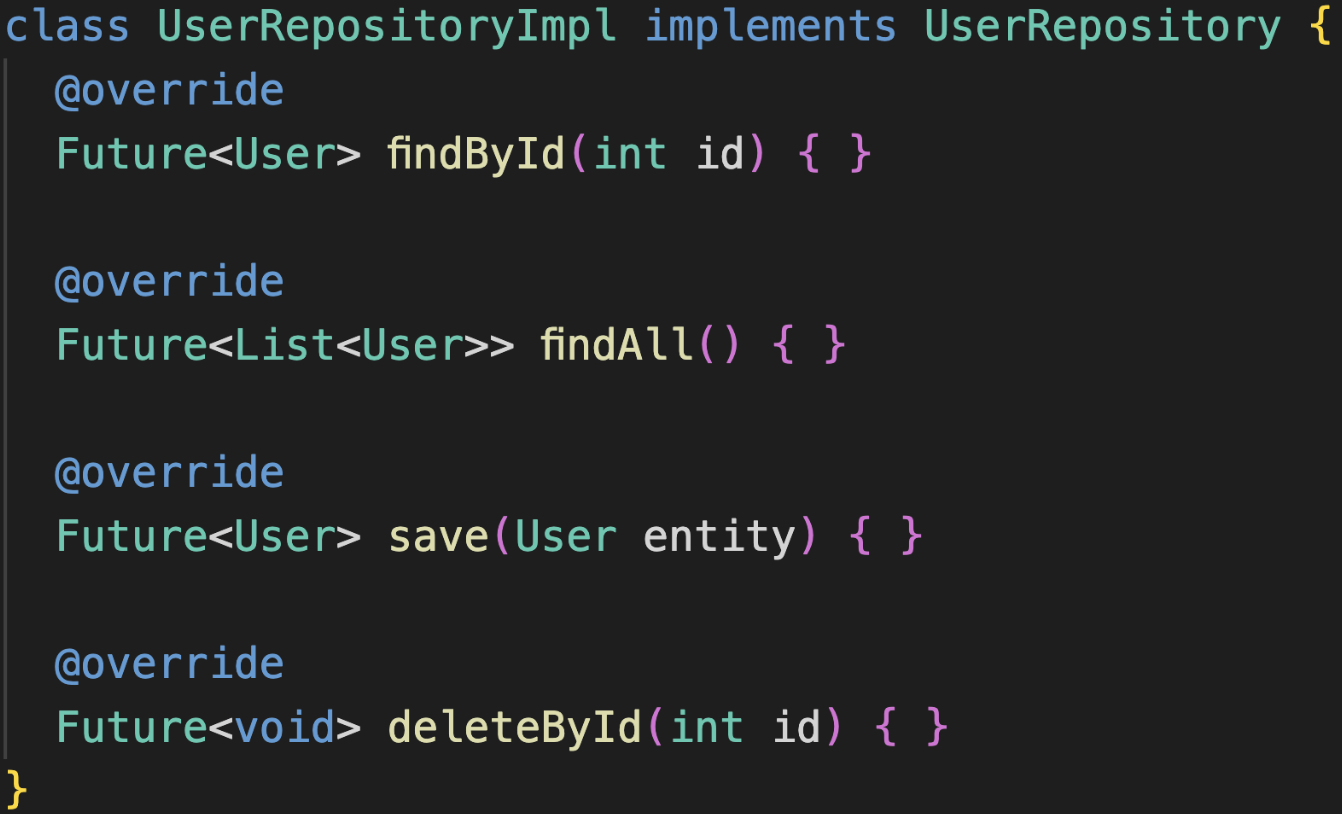 class UserRepositoryImpl implements UserRepository {
  @override
  Future<User> findById(int id) { }

  @override
  Future<List<User>> findAll() { }

  @override
  Future<User> save(User entity) { }

  @override
  Future<void> deleteById(int id) { }
}